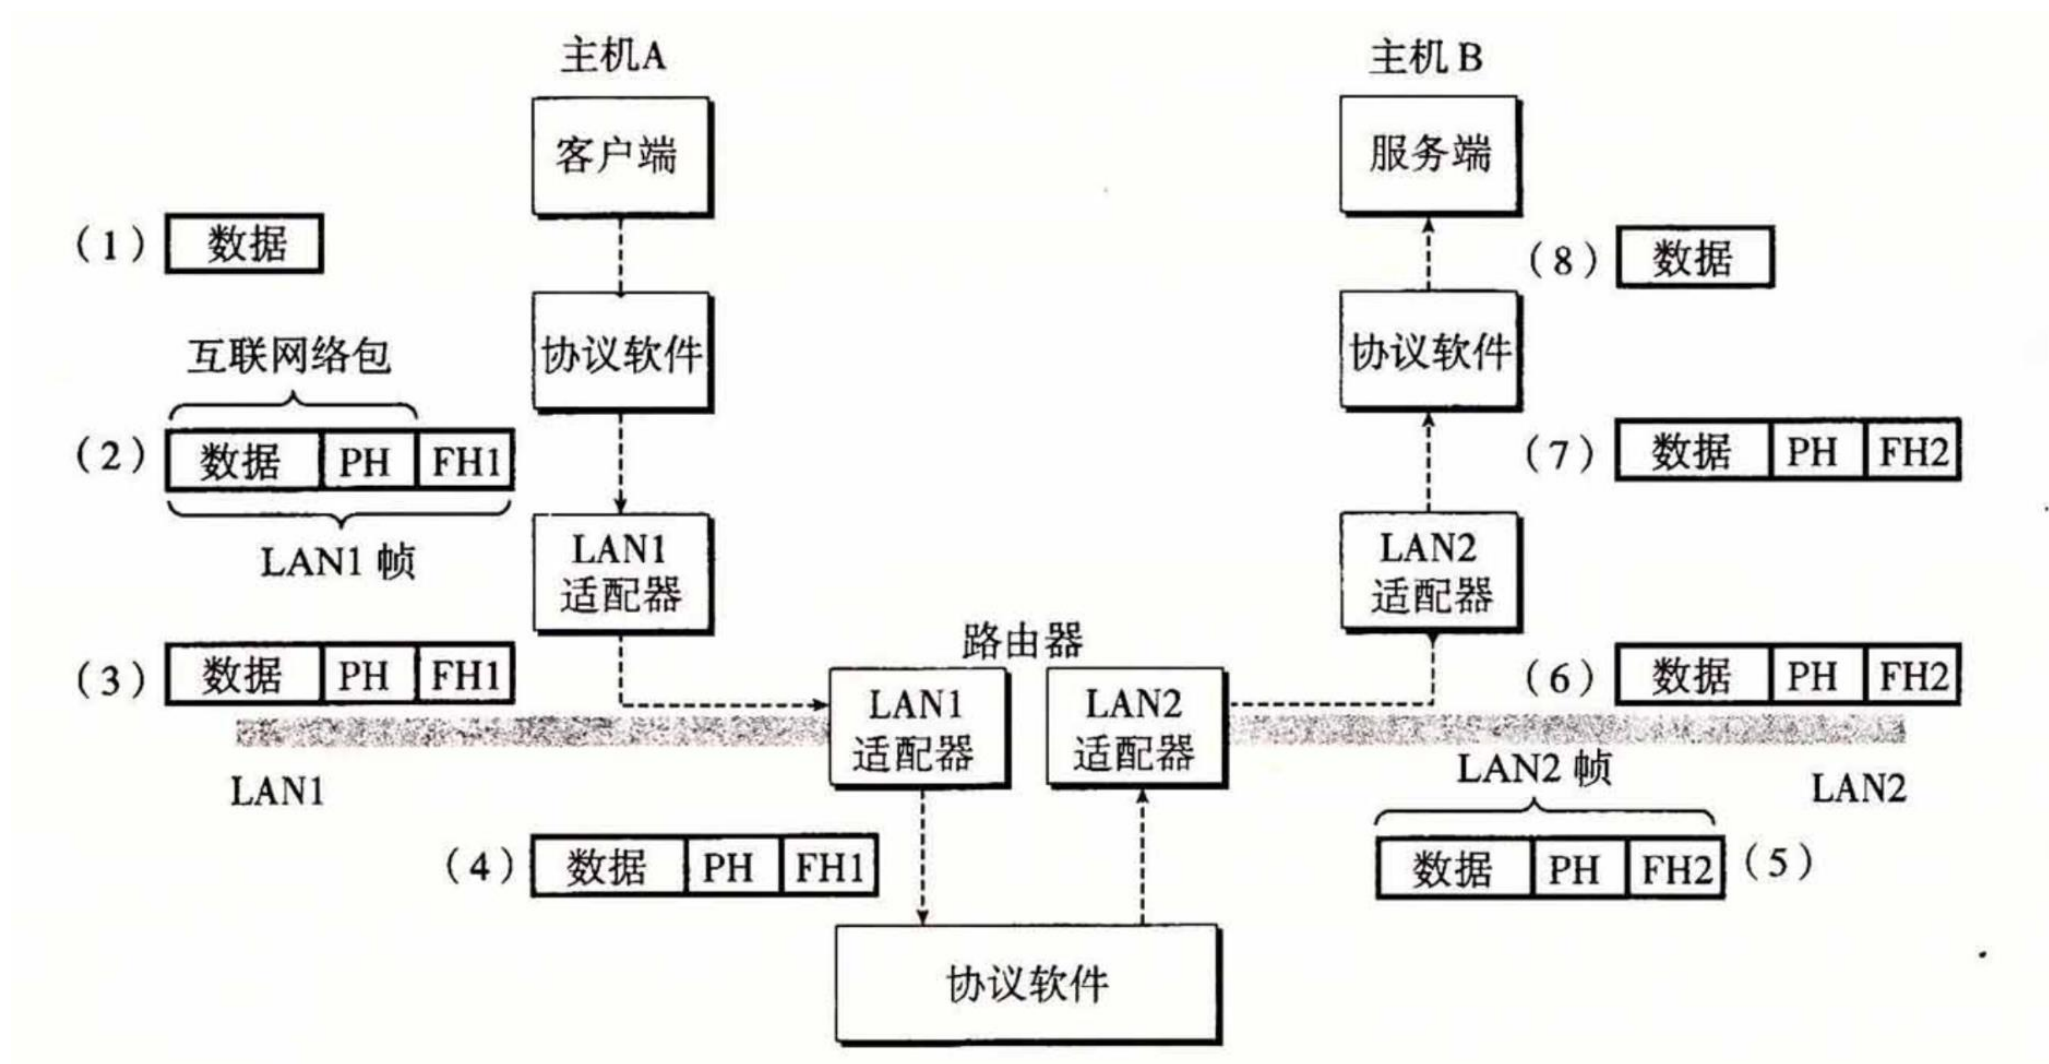 主机A
主机 B
客户端
服务端
（1） 数据
（8） 数据
协议软件
协议软件
互联网络包
（2） 数据 PH FH1
（7） 数据 PH FH2
LAN1 帧
LAN1
适配器
LAN2
适配器
（3） 数据 PH FH1
路由器
（6） 数据 PH FH2
LAN1
适配器
LAN2
适配器
LAN1
LAN2 帧
LAN2
（4） 数据 PH FH1
数据 PH FH2 （5）
协议软件